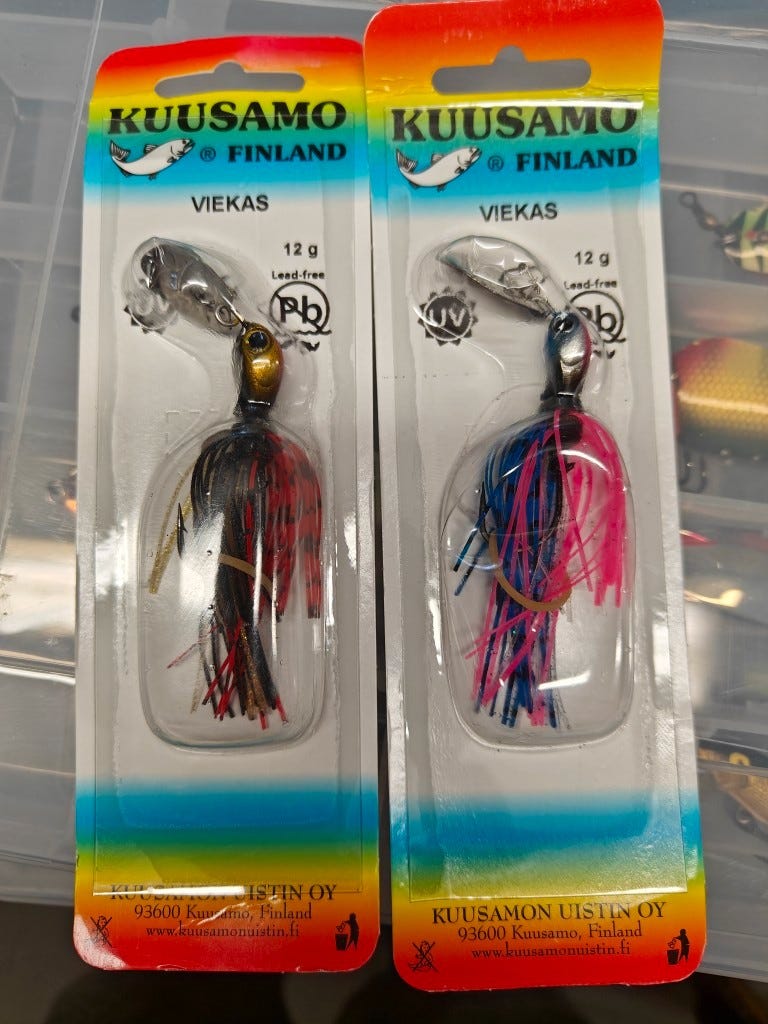 KUUSAMO
® FINLAND
VIEKAS
12 g
Lead-free
Pb
KUUSAMON UISTIN OY
93600 Kuusamo, Finland
www.kuusamonuistin.fi
KUUSAMO
® FINLAND
VIEKAS
12 g
Lead-free
UV
Pb
KUUSAMON UISTIN OY
93600 Kuusamo, Finland
www.kuusamonuistin.fi